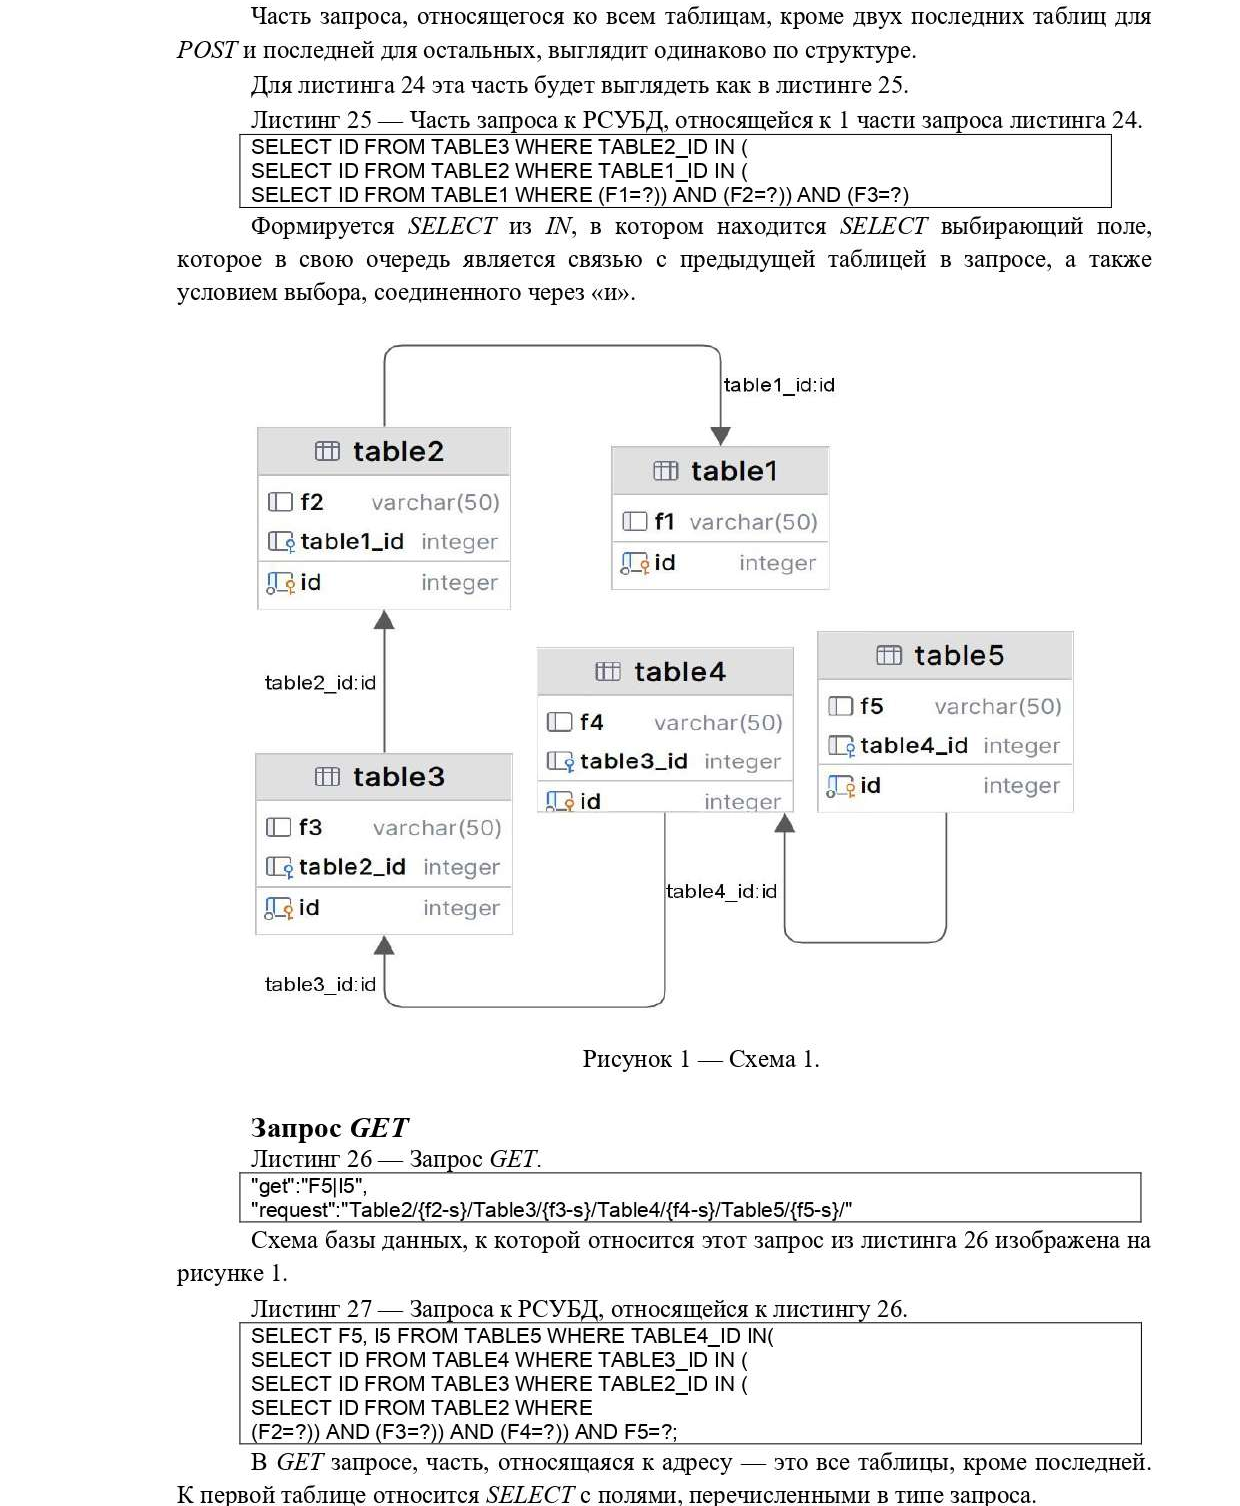 Часть запроса, относящегося ко всем таблицам, кроме двух последних таблиц для
POST и последней для остальных, выглядит одинаково по структуре.
Для листинга 24 эта часть будет выглядеть как в листинге 25.
Листинг 25 — Часть запроса к РСУБД, относящейся к 1 части запроса листинга 24.
SELECT ID FROM TABLE3 WHERE TABLE2_ID IN (
SELECT ID FROM TABLE2 WHERE TABLE1_ID IN (
SELECT ID FROM TABLE1 WHERE (F1=?)) AND (F2=?)) AND (F3=?)
Формируется SELECT из IN, в котором находится SELECT выбирающий поле,
которое в свою очередь является связью с предыдущей таблицей в запросе, а также
условием выбора, соединенного через «и».
table1_id:id
table2
f2 varchar(50)
table1_id integer
id integer
table1
f1 varchar(50)
id integer
table2_id:id
table4
f4 varchar(50)
table3_id integer
id integer
table5
f5 varchar(50)
table4_id integer
id integer
table3
f3 varchar(50)
table2_id integer
id integer
table4_id:id
table3_id:id
Рисунок 1 — Схема 1.
Запрос GET
Листинг 26 — Запрос GET.
"get":"F5|I5",
"request":"Table2/{f2-s}/Table3/{f3-s}/Table4/{f4-s}/Table5/{f5-s}/"
Схема базы данных, к которой относится этот запрос из листинга 26 изображена на
рисунке 1.
Листинг 27 — Запроса к РСУБД, относящейся к листингу 26.
SELECT F5, I5 FROM TABLE5 WHERE TABLE4_ID IN(
SELECT ID FROM TABLE4 WHERE TABLE3_ID IN (
SELECT ID FROM TABLE3 WHERE TABLE2_ID IN (
SELECT ID FROM TABLE2 WHERE
(F2=?)) AND (F3=?)) AND (F4=?)) AND F5=?;
В GET запросе, часть, относящаяся к адресу — это все таблицы, кроме последней.
К первой таблице относится SELECT с полями, перечисленными в типе запроса.